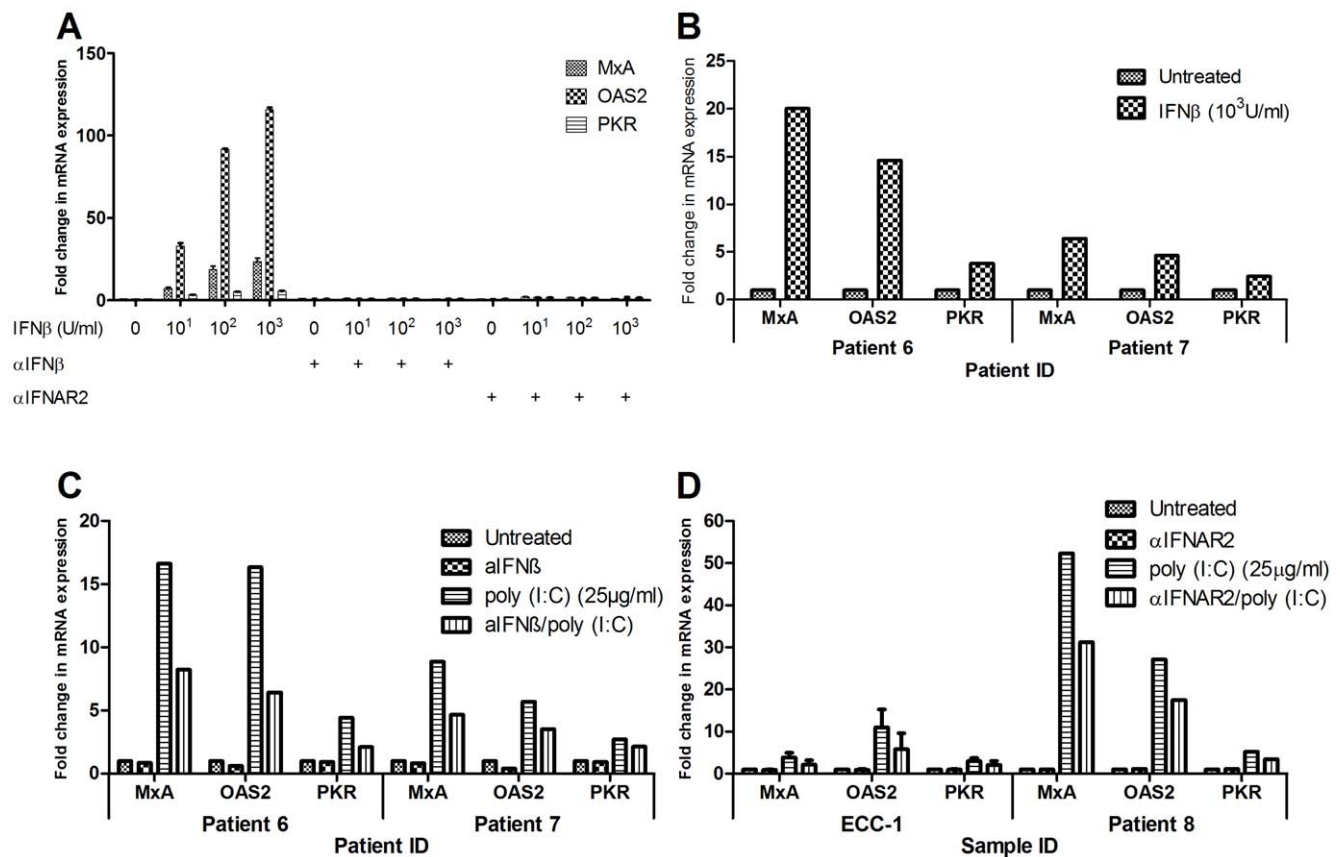 A
Fold change in mRNA expression
150
100
50
0
MxA
OAS2
PKR
IFNβ (U/ml) 0 10¹ 10² 10³ 0 10¹ 10² 10³ 0 10¹ 10² 10³
αIFNβ + + + +
αIFNAR2 + + + +
B
Fold change in mRNA expression
25
20
15
10
5
0
Untreated
IFNβ (10³U/ml)
MxA OAS2 PKR MxA OAS2 PKR
Patient 6 Patient 7
Patient ID
C
Fold change in mRNA expression
20
15
10
5
0
Untreated
aIFNß
poly (I:C) (25µg/ml)
aIFNß/poly (I:C)
MxA OAS2 PKR MxA OAS2 PKR
Patient 6 Patient 7
Patient ID
D
Fold change in mRNA expression
60
50
40
30
20
10
0
Untreated
αIFNAR2
poly (I:C) (25µg/ml)
αIFNAR2/poly (I:C)
MxA OAS2 PKR MxA OAS2 PKR
ECC-1 Patient 8
Sample ID